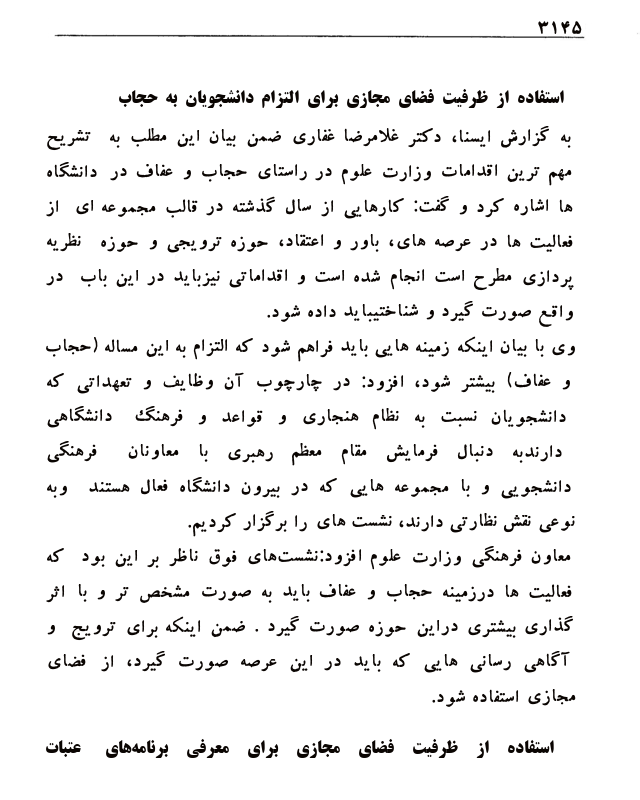 ۳۱۴۵
استفاده از ظرفیت فضای مجازی برای التزام دانشجویان به حجاب
به گزارش ایسنا، دکتر غلامرضا غفاری ضمن بیان این مطلب به تشریح
مهم ترین اقدامات وزارت علوم در راستای حجاب و عفاف در دانشگاه
ها اشاره کرد و گفت: کارهایی از سال گذشته در قالب مجموعه ای از
فعالیت ها در عرصه های، باور و اعتقاد، حوزه ترویجی و حوزه نظریه
پردازی مطرح است انجام شده است و اقداماتی نیزباید در این باب در
واقع صورت گیرد و شناختیباید داده شود.
وی با بیان اینکه زمینه هایی باید فراهم شود که التزام به این مساله (حجاب
و عفاف) بیشتر شود، افزود: در چارچوب آن وظایف و تعهداتی که
دانشجویان نسبت به نظام هنجاری و قواعد و فرهنگ دانشگاهی
دارندبه دنبال فرمایش مقام معظم رهبری با معاونان فرهنگی
دانشجویی و با مجموعه هایی که در بیرون دانشگاه فعال هستند وبه
نوعی نقش نظارتی دارند، نشست های را برگزار کردیم.
معاون فرهنگی وزارت علوم افزود:نشست‌های فوق ناظر بر این بود که
فعالیت ها درزمینه حجاب و عفاف باید به صورت مشخص تر و با اثر
گذاری بیشتری دراین حوزه صورت گیرد . ضمن اینکه برای ترویج و
آگاهی رسانی هایی که باید در این عرصه صورت گیرد، از فضای
مجازی استفاده شود.
استفاده از ظرفیت فضای مجازی برای معرفی برنامه‌های عتبات